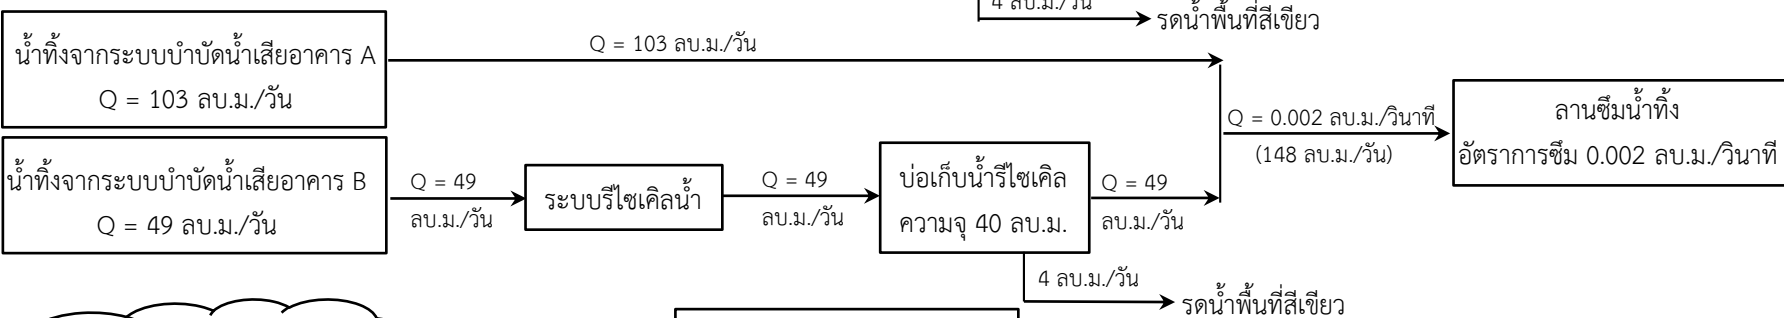 4 ลบ.ม./วัน
รดน้ำพื้นที่สีเขียว
น้ำทิ้งจากระบบบำบัดน้ำเสียอาคาร A
Q = 103 ลบ.ม./วัน
Q = 103 ลบ.ม./วัน
Q = 0.002 ลบ.ม./วินาที
(148 ลบ.ม./วัน)
ลานซึมน้ำทิ้ง
อัตราการซึม 0.002 ลบ.ม./วินาที
น้ำทิ้งจากระบบบำบัดน้ำเสียอาคาร B
Q = 49 ลบ.ม./วัน
Q = 49
ลบ.ม./วัน
ระบบรีไซเคิลน้ำ
Q = 49
ลบ.ม./วัน
บ่อเก็บน้ำรีไซเคิล
ความจุ 40 ลบ.ม.
Q = 49
ลบ.ม./วัน
4 ลบ.ม./วัน
รดน้ำพื้นที่สีเขียว